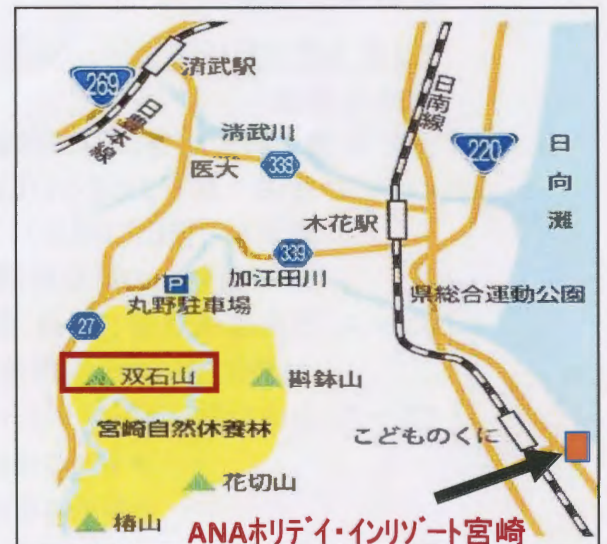 清武駅
269
日豊本線
日南線
清武川
220
日向灘
医大
338
木花駅
339
加江田川
P
丸野駐車場
県総合運動公園
27
双石山
斟鉢山
宮崎自然休養林
こどものくに
花切山
椿山
ANAホリデイ・インリゾート宮崎